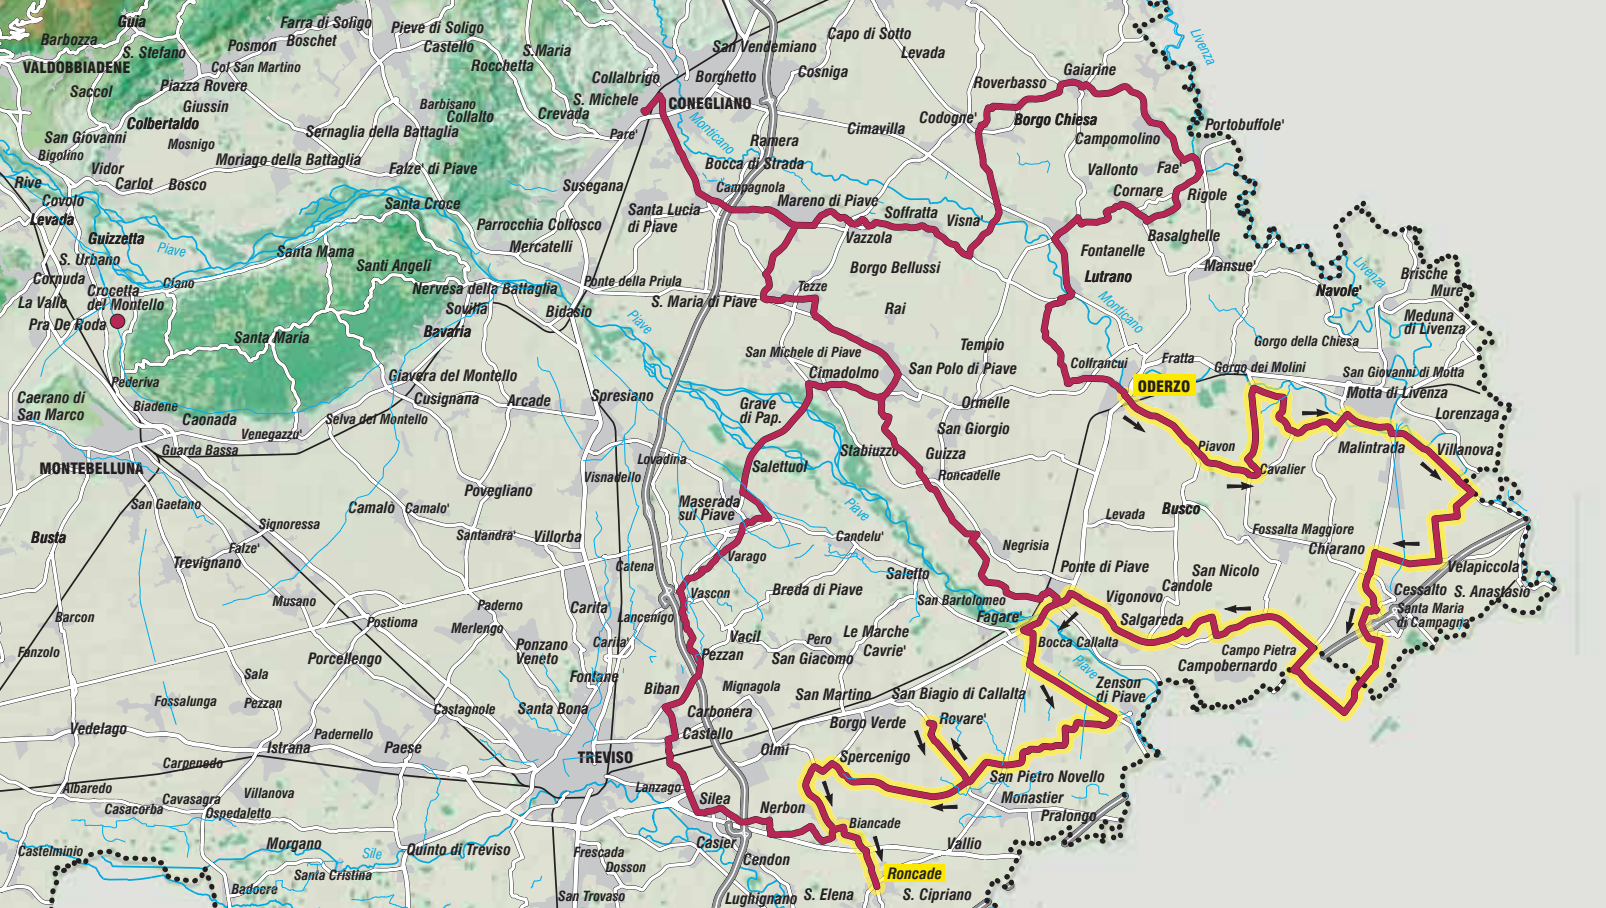 Guia
Farra di Soligo
Pieve di Soligo
Capo di Sotto
Livenza
Barbozza
S. Stefano
Posmon
Boschet
Castello
S.Maria
San Vendemiano
Levada
VALDOBBIADENE
Col San Martino
Rocchetta
Collalbrigo
Borghetto
Cosniga
Roverbasso
Gaiarine
Saccol
Piazza Rovere
Giussin
Barbisano
Collalto
Crevada
S. Michele
CONEGLIANO
Codogne'
Borgo Chiesa
Portobuffole'
Colbertaldo
Sernaglia della Battaglia
Pare'
Monticano
Ramera
Cimavilla
Campomolino
San Giovanni
Mosnigo
Bigolino
Vidor
Moriago della Battaglia
Falze' di Piave
Bocca di Strada
Vallonto
Fae'
Rive
Carlot
Bosco
Susegana
Campagnola
Cornare
Rigole
Covolo
Santa Croce
Mareno di Piave
Levada
Santa Lucia
di Piave
Soffratta
Visna'
Parrocchia Colfosco
Vazzola
Basalghelle
Guizzetta
Piave
Santa Mama
Mercatelli
Fontanelle
S. Urbano
Santi Angeli
Borgo Bellussi
Mansue'
Livenza
Brische
Cornuda
Ciano
Ponte della Priula
Tezze
Lutrano
Navole'
Mure'
Crocetta
del Montello
Nervesa della Battaglia
S. Maria di Piave
La Valle
Sovilla
Bidasio
Rai
Monticano
Meduna
di Livenza
Pra De Roda
Bavaria
Piave
Santa Maria
San Michele di Piave
Tempio
Gorgo della Chiesa
Colfrancui
Fratta
Gorgo dei Molini
San Giovanni di Motta
Cimadolmo
San Polo di Piave
Pederiva
Giavera del Montello
ODERZO
Motta di Livenza
Caerano di
San Marco
Biadene
Cusignana
Arcade
Spresiano
Grave
di Pap.
Ormelle
Lorenzaga
Caonada
Selva del Montello
San Giorgio
Venegazzu'
Guarda Bassa
Stabiuzzo
Guizza
Piavon
Malintrada
Villanova
MONTEBELLUNA
Lovadina
Salettuol
Roncadelle
Cavalier
Visnadello
Povegliano
San Gaetano
Camalò
Camalo'
Maserada
sul Piave
Piave
Levada
Busco
Signoressa
Fossalta Maggiore
Busta
Santandra'
Villorba
Candelu'
Negrisia
Chiarano
Falze'
Trevignano
Varago
Catena
Saletto
Ponte di Piave
San Nicolo
Velapiccola
Musano
Vascon
Breda di Piave
Candole
Cessalto
S. Anastasio
Barcon
Paderno
Carita
San Bartolomeo
Vigonovo
Santa Maria
di Campagna
Postioma
Lancenigo
Fagare'
Salgareda
Merlengo
Vacil
Pero
Le Marche
Cavrie'
Bocca Callalta
Fanzolo
Ponzano
Veneto
Carita'
Pezzan
San Giacomo
Campo Pietra
Porcellengo
Campobernardo
Piave
Sala
Fontane
Zenson
di Piave
Biban
Mignagola
San Martino
San Biagio di Callalta
Fossalunga
Pezzan
Castagnole
Santa Bona
Carbonera
Borgo Verde
Rovare'
Vedelago
Padernello
Castello
Istrana
Paese
Olmi
Spercenigo
Carpenedo
TREVISO
San Pietro Novello
Albaredo
Cavasagra
Villanova
Lanzago
Silea
Monastier
Casacorba
Ospedaletto
Nerbon
Biancade
Pralongo
Morgano
Casier
Vallio
Castelminio
Sile
Quinto di Treviso
Frescada
Cendon
Dosson
Roncade
Santa Cristina
Badoere
San Trovaso
Lughignano
S. Elena
S. Cipriano